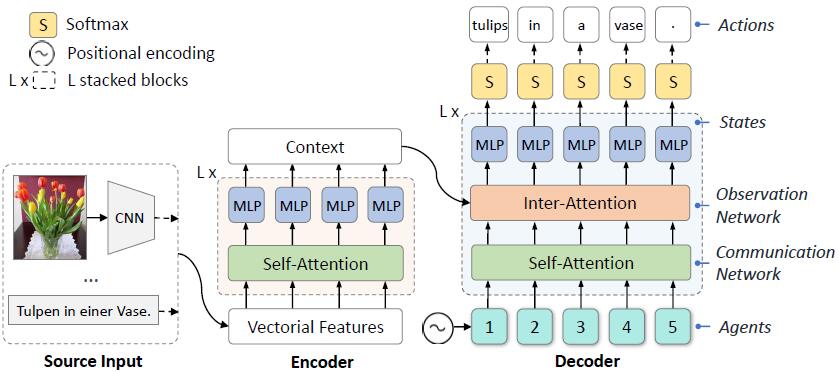 S Softmax
Positional encoding
L x L stacked blocks
CNN
...
Tulpen in einer Vase.
Source Input
Context
L x
MLP MLP MLP MLP
Self-Attention
Vectorial Features
Encoder
tulips in a vase .
S S S S S
L x
MLP MLP MLP MLP MLP
Inter-Attention
Self-Attention
1 2 3 4 5
Decoder
Actions
States
Observation
Network
Communication
Network
Agents